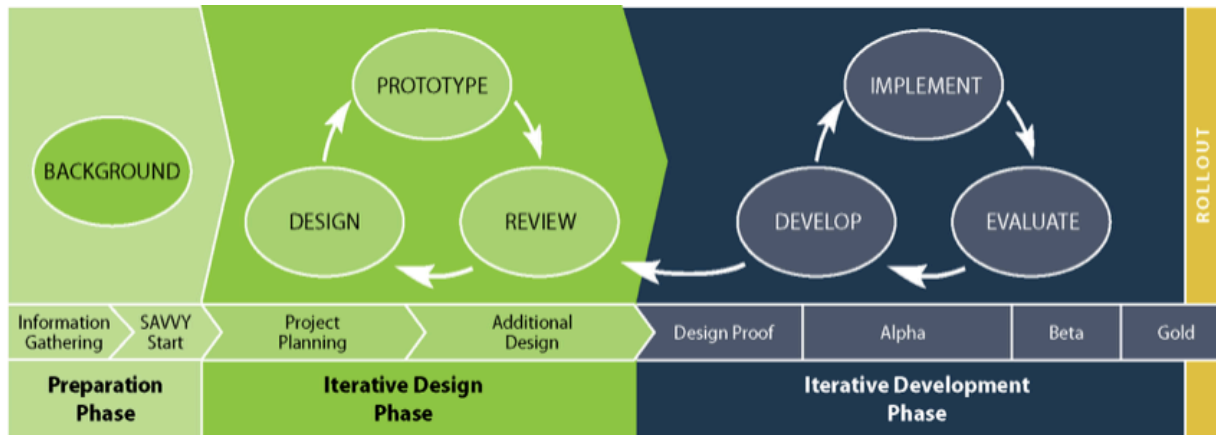 BACKGROUND
PROTOTYPE
DESIGN
REVIEW
IMPLEMENT
DEVELOP
EVALUATE
ROLLOUT
Information
Gathering
SAVVY
Start
Project
Planning
Additional
Design
Design Proof
Alpha
Beta
Gold
Preparation
Phase
Iterative Design
Phase
Iterative Development
Phase